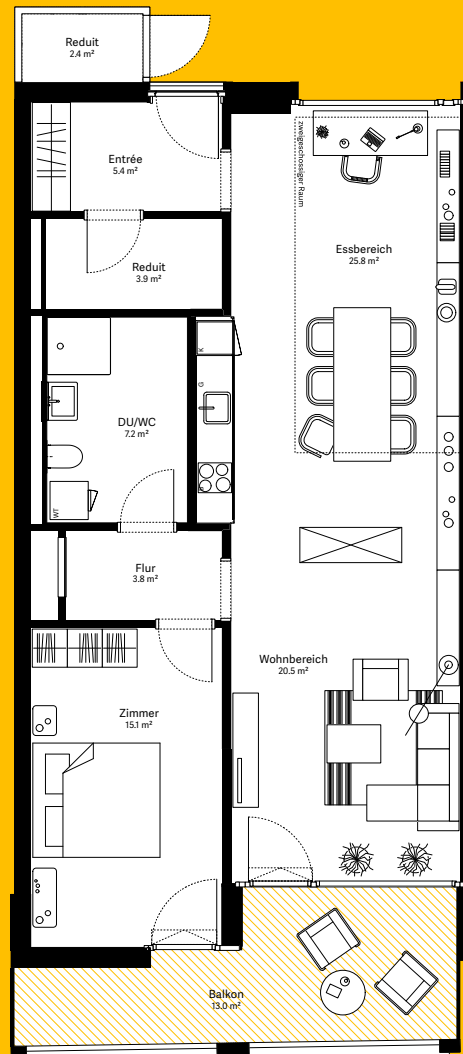 Reduit
2.4 m²
Entrée
5.4 m²
zweigeschossiger Raum
Essbereich
25.8 m²
Reduit
3.9 m²
K
G
DU/WC
7.2 m²
WT
Flur
3.8 m²
Wohnbereich
20.5 m²
Zimmer
15.1 m²
Balkon
13.0 m²